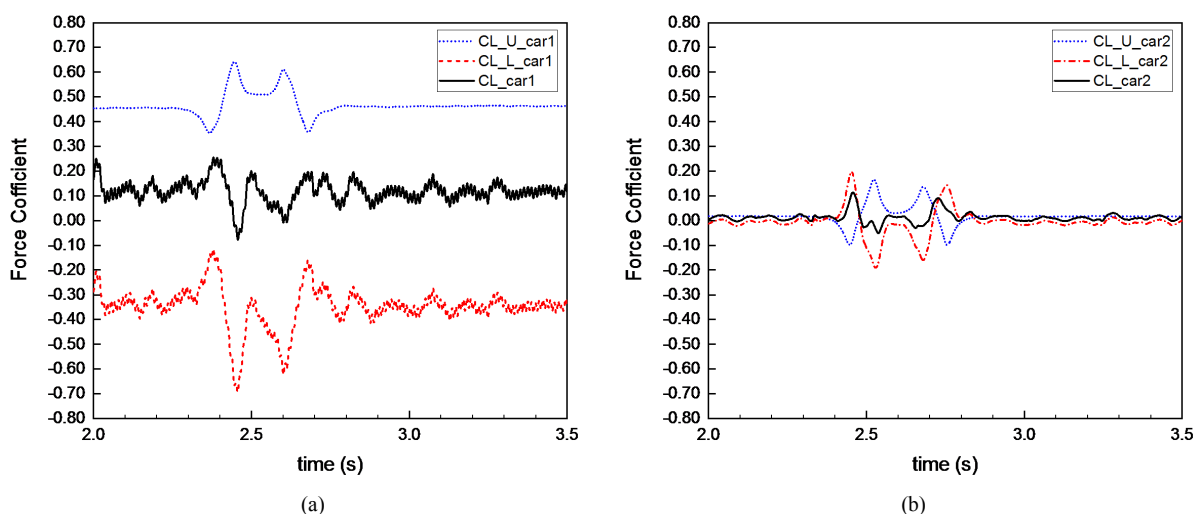 0.80
0.70
0.60
0.50
0.40
0.30
0.20
0.10
0.00
-0.10
-0.20
-0.30
-0.40
-0.50
-0.60
-0.70
-0.80
Force Cofficient
CL_U_car1
CL_L_car1
CL_car1
2.0 2.5 3.0 3.5
time (s)
(a)
0.80
0.70
0.60
0.50
0.40
0.30
0.20
0.10
0.00
-0.10
-0.20
-0.30
-0.40
-0.50
-0.60
-0.70
-0.80
Force Cofficient
CL_U_car2
CL_L_car2
CL_car2
2.0 2.5 3.0 3.5
time (s)
(b)